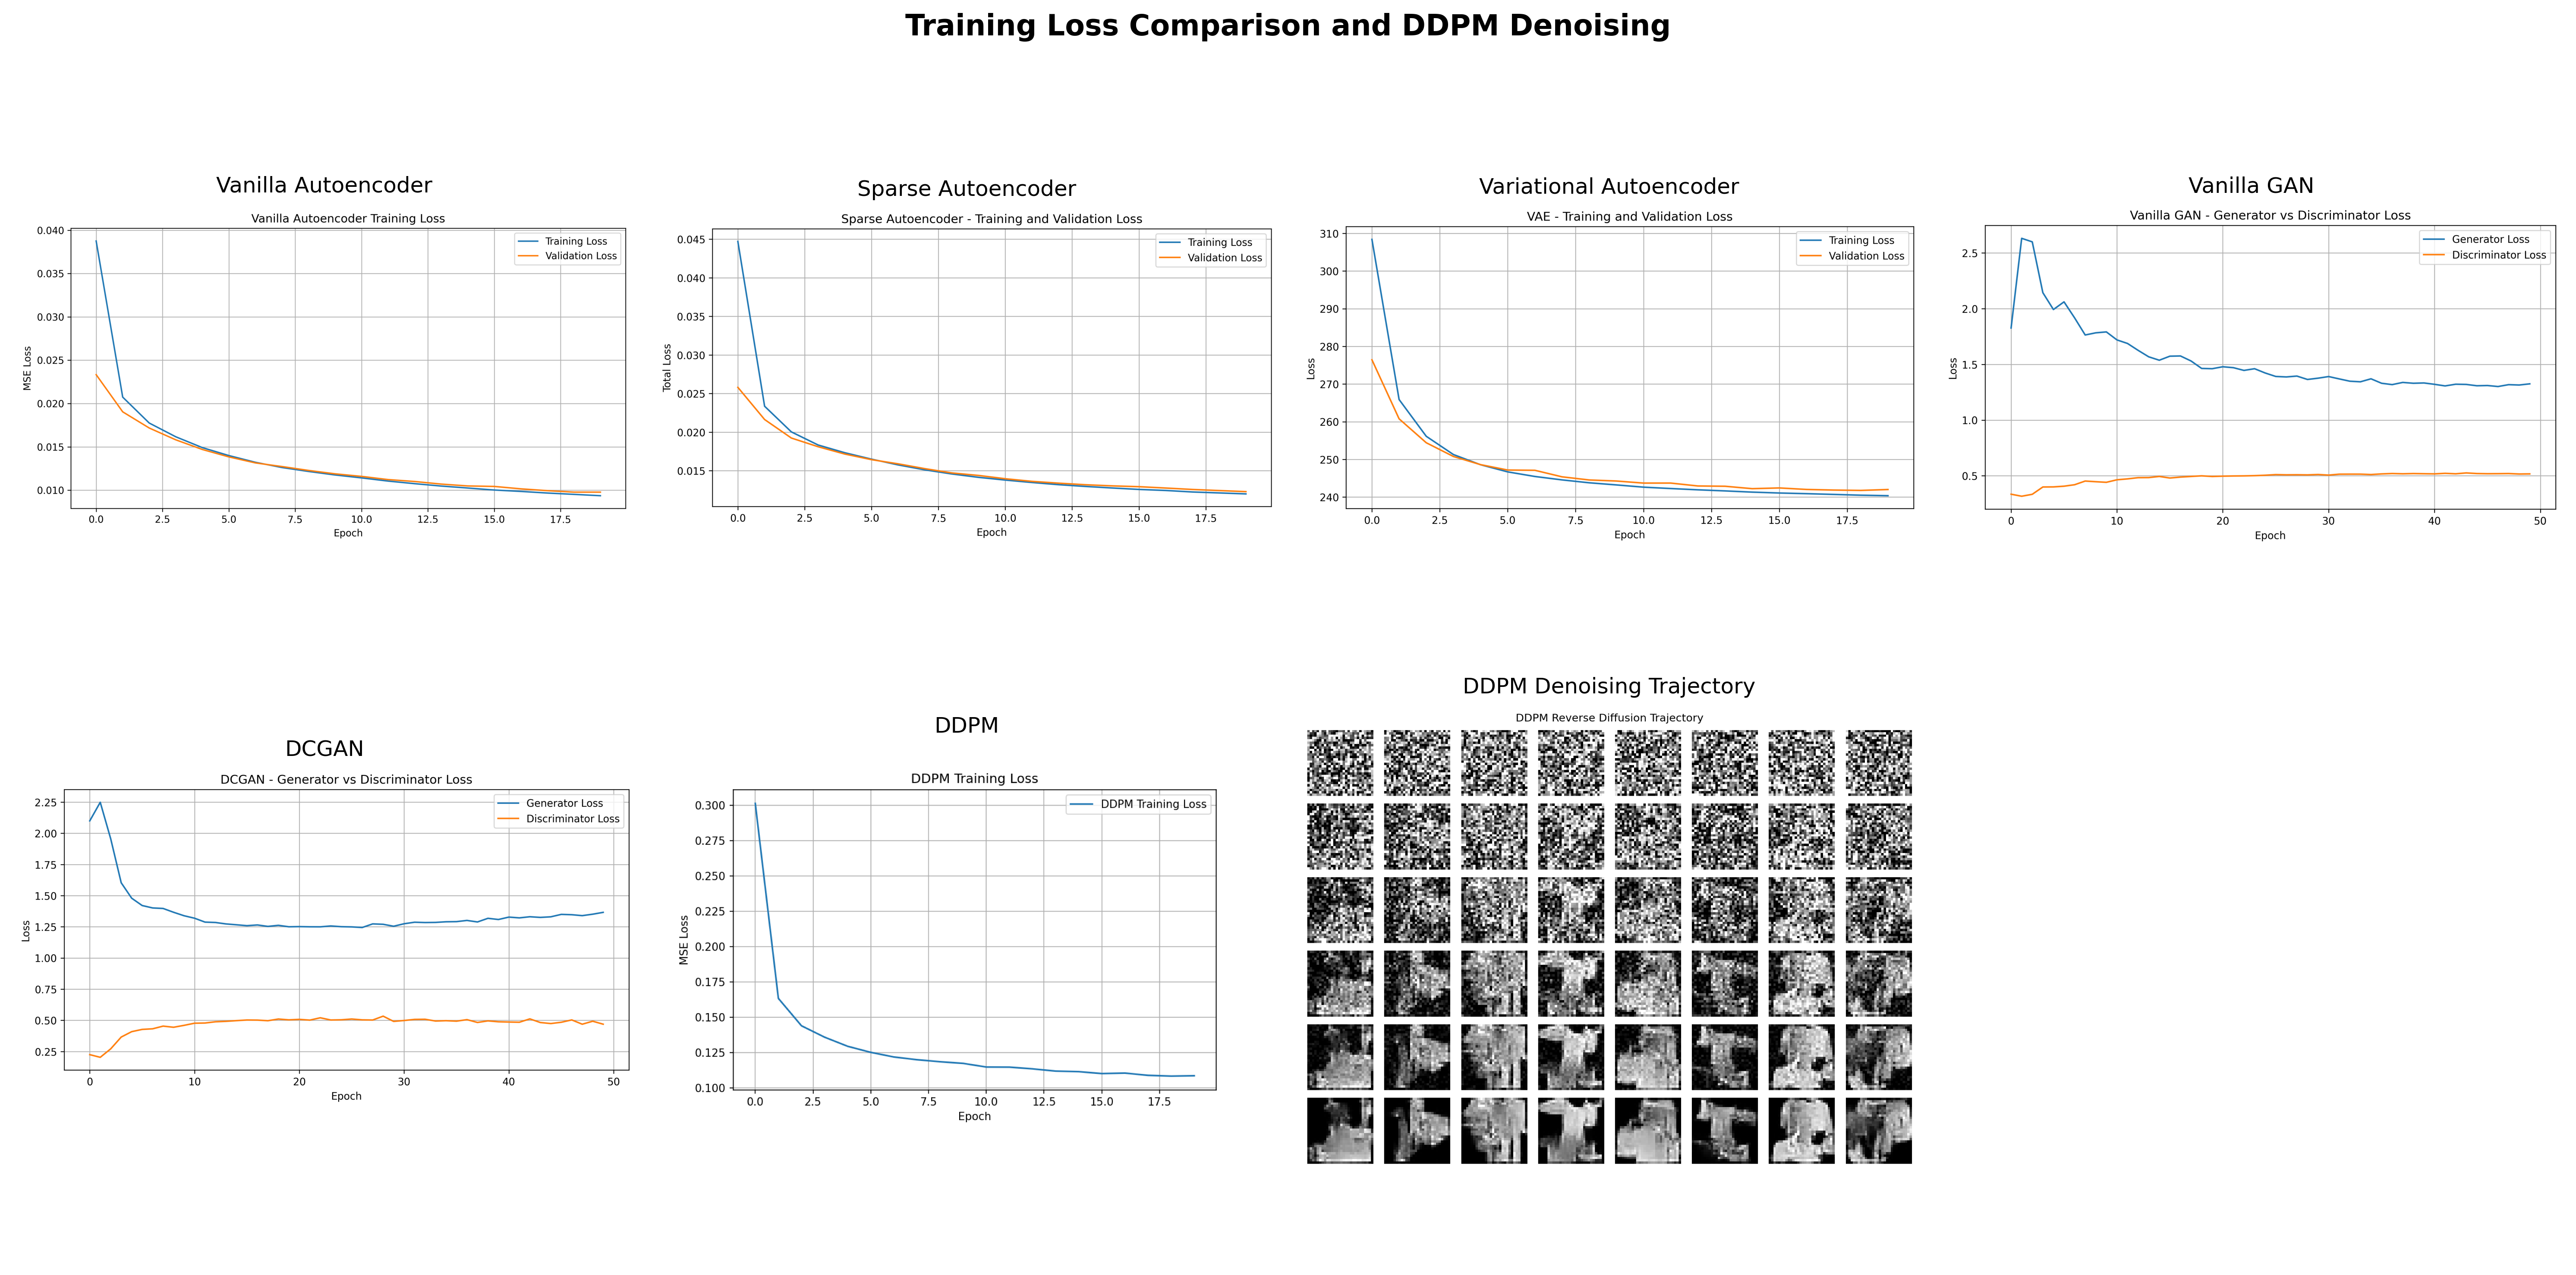 Training Loss Comparison and DDPM Denoising
Vanilla Autoencoder
Vanilla Autoencoder Training Loss
Training Loss
Validation Loss
0.040
0.035
0.030
0.025
0.020
0.015
0.010
MSE Loss
0.0 2.5 5.0 7.5 10.0 12.5 15.0 17.5
Epoch
Sparse Autoencoder
Sparse Autoencoder - Training and Validation Loss
Training Loss
Validation Loss
0.045
0.040
0.035
0.030
0.025
0.020
0.015
Total Loss
0.0 2.5 5.0 7.5 10.0 12.5 15.0 17.5
Epoch
Variational Autoencoder
VAE - Training and Validation Loss
Training Loss
Validation Loss
310
300
290
280
270
260
250
240
Loss
0.0 2.5 5.0 7.5 10.0 12.5 15.0 17.5
Epoch
Vanilla GAN
Vanilla GAN - Generator vs Discriminator Loss
Generator Loss
Discriminator Loss
2.5
2.0
1.5
1.0
0.5
Loss
0 10 20 30 40 50
Epoch
DCGAN
DCGAN - Generator vs Discriminator Loss
Generator Loss
Discriminator Loss
2.25
2.00
1.75
1.50
1.25
1.00
0.75
0.50
0.25
Loss
0 10 20 30 40 50
Epoch
DDPM
DDPM Training Loss
DDPM Training Loss
0.300
0.275
0.250
0.225
0.200
0.175
0.150
0.125
0.100
MSE Loss
0.0 2.5 5.0 7.5 10.0 12.5 15.0 17.5
Epoch
DDPM Denoising Trajectory
DDPM Reverse Diffusion Trajectory